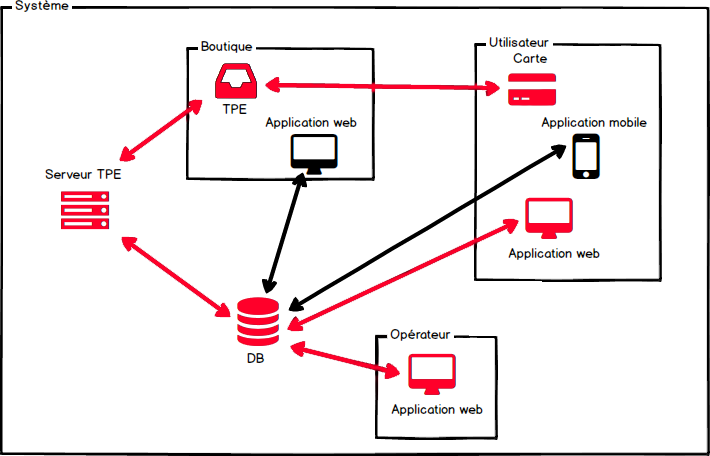 Système
Boutique
TPE
Application web
Utilisateur
Carte
Application mobile
Application web
Serveur TPE
DB
Opérateur
Application web